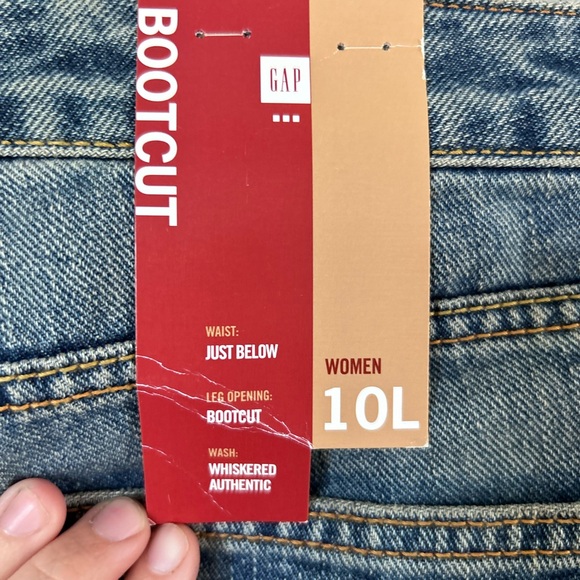 BOOTCUT
GAP
WAIST:
JUST BELOW
LEG OPENING:
BOOTCUT
WASH:
WHISKERED
AUTHENTIC
WOMEN
10L